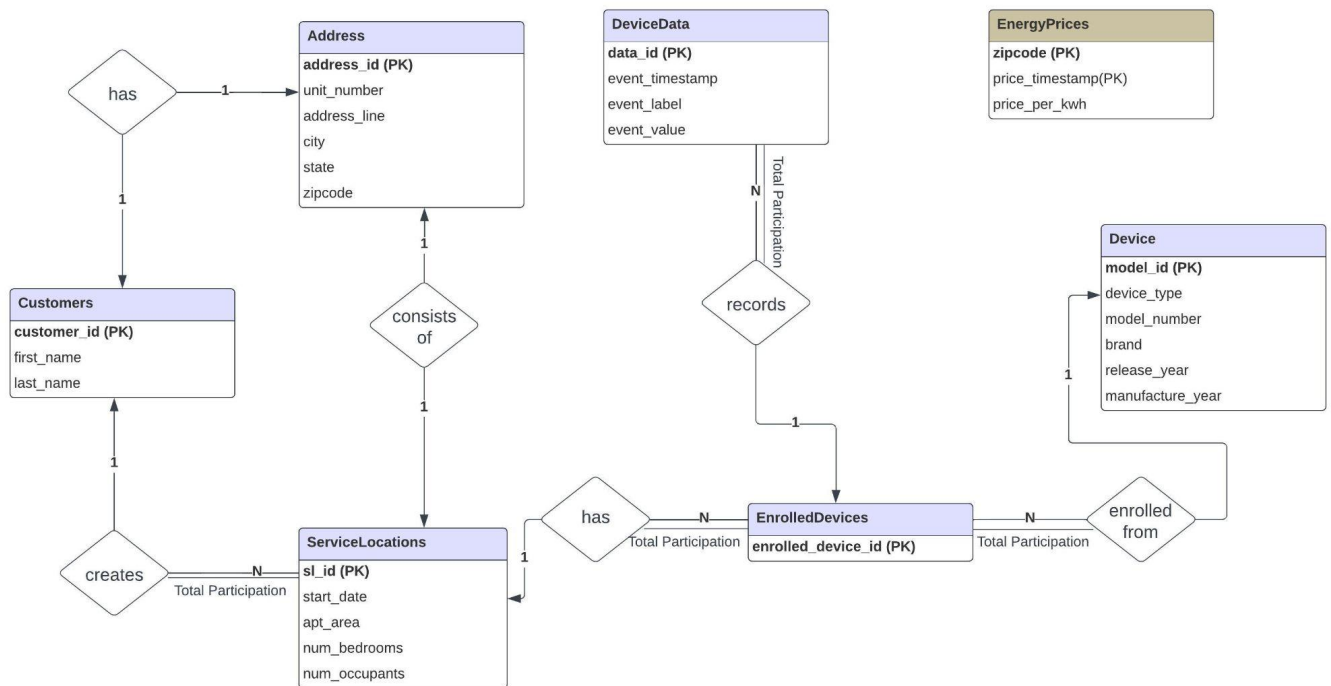 Address
address_id (PK)
unit_number
address_line
city
state
zipcode
DeviceData
data_id (PK)
event_timestamp
event_label
event_value
EnergyPrices
zipcode (PK)
price_timestamp(PK)
price_per_kwh
has
1
1
Customers
customer_id (PK)
first_name
last_name
1
consists
of
1
N
Total Participation
records
1
Device
model_id (PK)
device_type
model_number
brand
release_year
manufacture_year
1
1
creates
N
Total Participation
ServiceLocations
sl_id (PK)
start_date
apt_area
num_bedrooms
num_occupants
1
has
N
Total Participation
EnrolledDevices
enrolled_device_id (PK)
N
Total Participation
enrolled
from